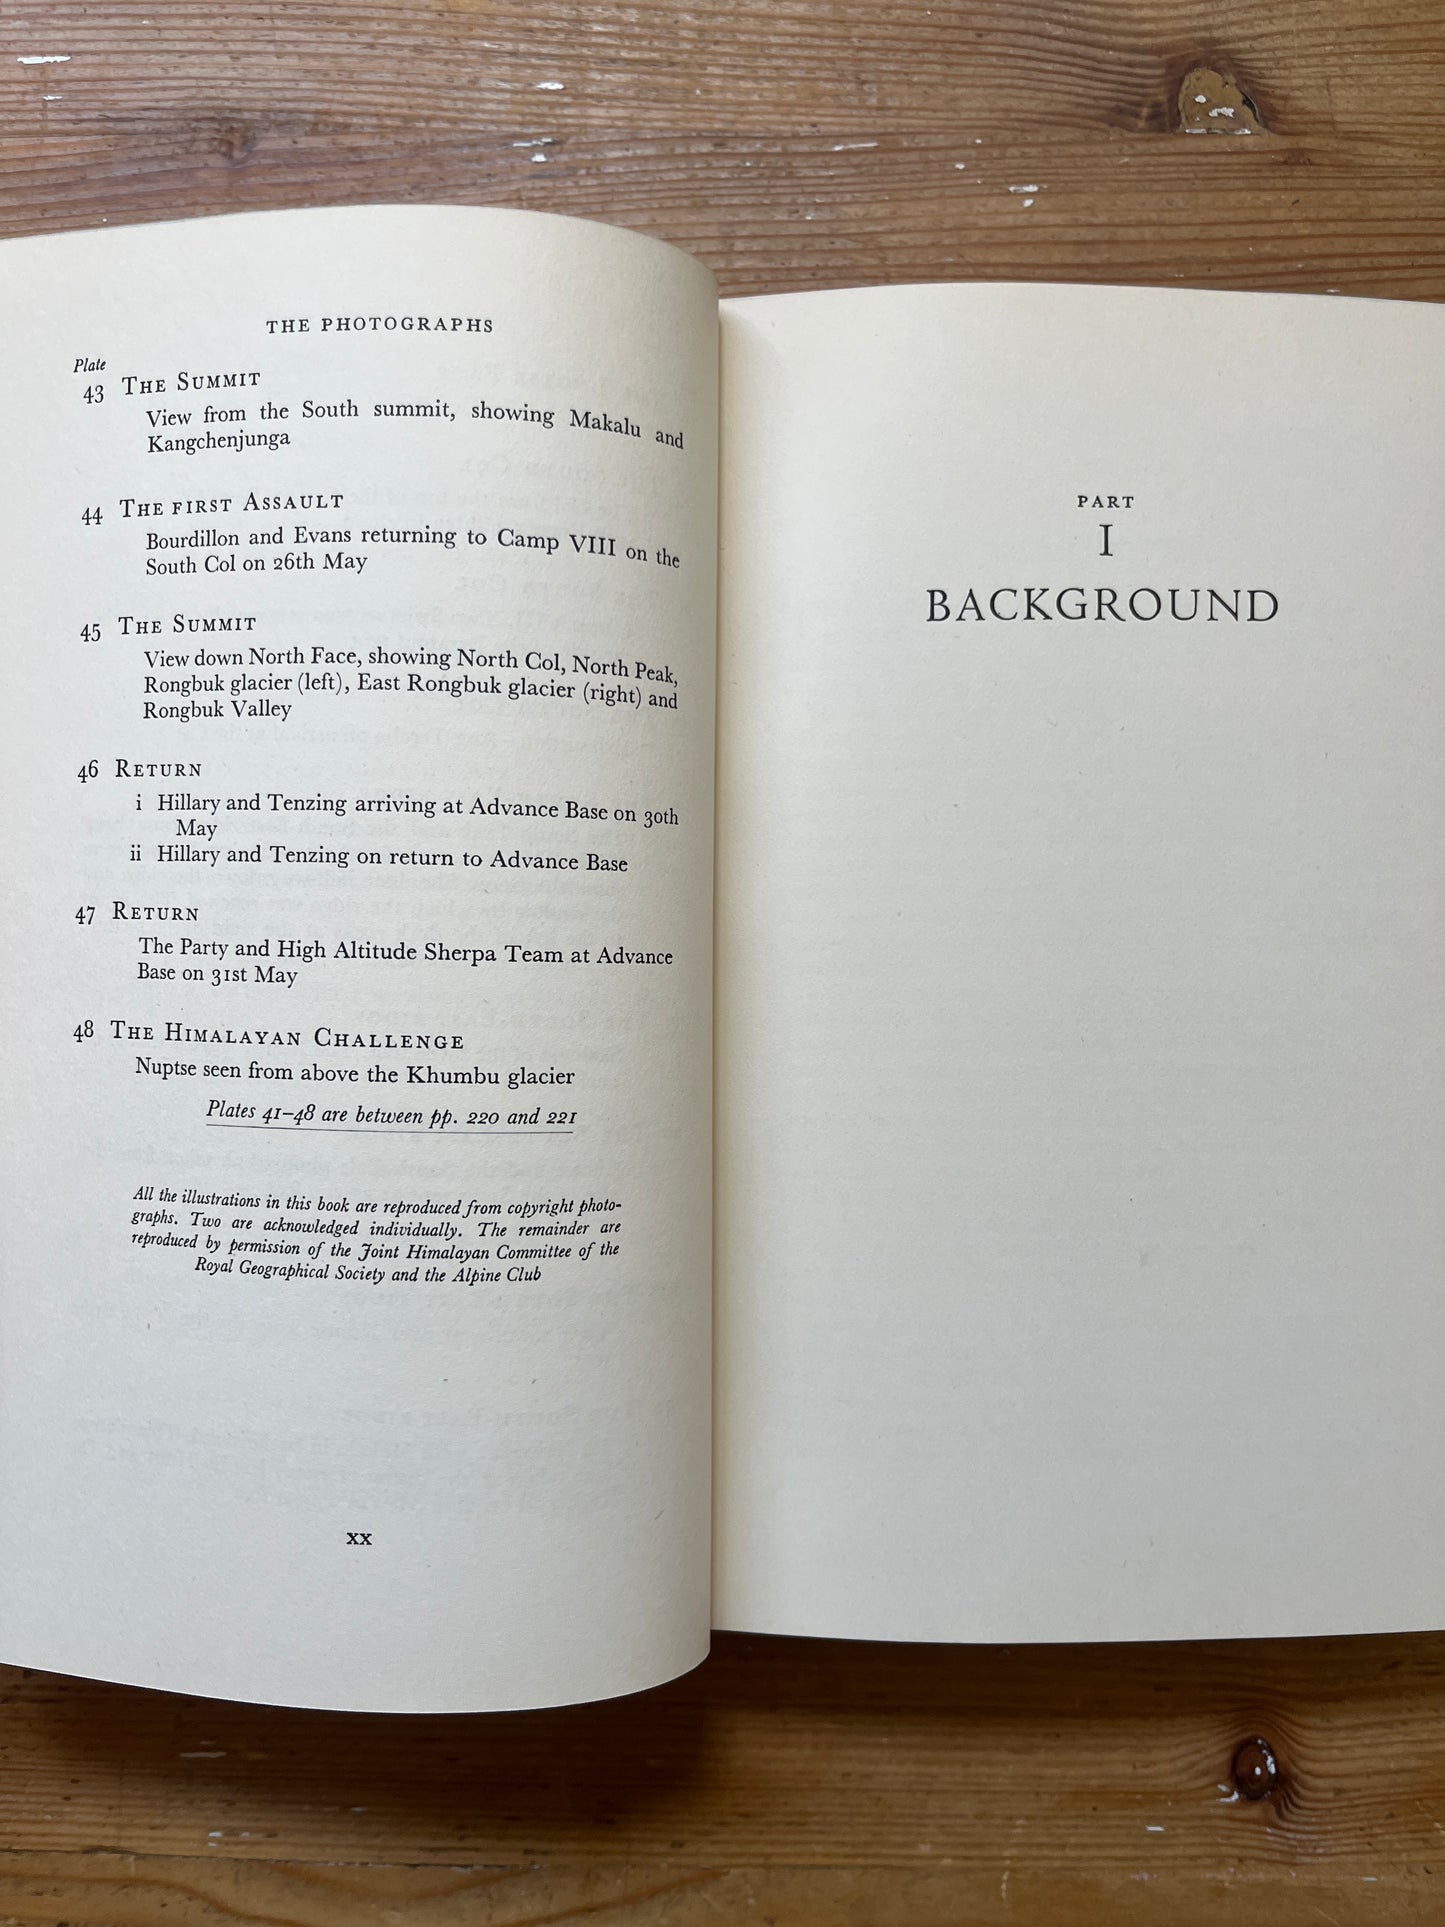 THE PHOTOGRAPHS
Plate
43 THE SUMMIT
View from the South summit, showing Makalu and
Kangchenjunga
44 THE FIRST ASSAULT
Bourdillon and Evans returning to Camp VIII on the
South Col on 26th May
45 THE SUMMIT
View down North Face, showing North Col, North Peak,
Rongbuk glacier (left), East Rongbuk glacier (right) and
Rongbuk Valley
46 RETURN
i Hillary and Tenzing arriving at Advance Base on 30th
May
ii Hillary and Tenzing on return to Advance Base
47 RETURN
The Party and High Altitude Sherpa Team at Advance
Base on 31st May
48 THE HIMALAYAN CHALLENGE
Nuptse seen from above the Khumbu glacier
Plates 41–48 are between pp. 220 and 221
All the illustrations in this book are reproduced from copyright photo-
graphs. Two are acknowledged individually. The remainder are
reproduced by permission of the Joint Himalayan Committee of the
Royal Geographical Society and the Alpine Club
xx
PART
I
BACKGROUND